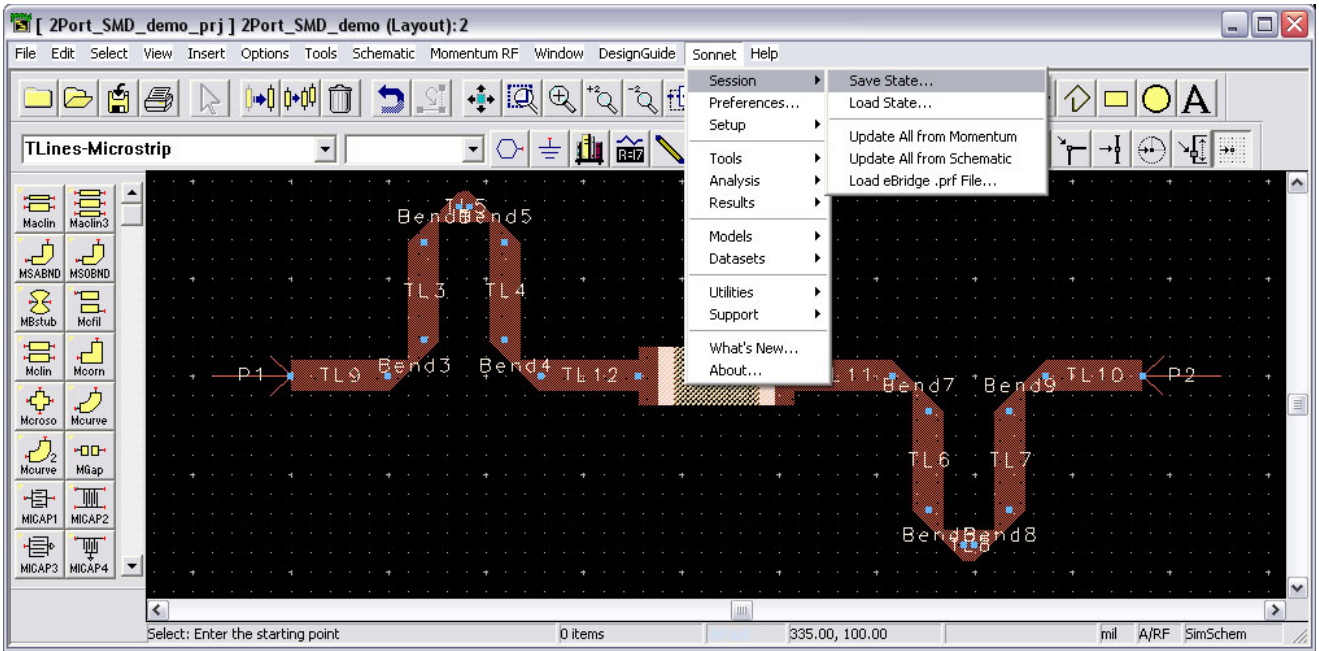 [ 2Port_SMD_demo_prj ] 2Port_SMD_demo (Layout):2
File Edit Select View Insert Options Tools Schematic Momentum RF Window DesignGuide Sonnet Help
Session
Preferences...
Setup
Tools
Analysis
Results
Models
Datasets
Utilities
Support
What's New...
About...
Save State...
Load State...
Update All from Momentum
Update All from Schematic
Load eBridge .prf File...
+2 -2 A
TLines-Microstrip
Maclin Maclin3
MSABND MSOBND
MBstub Mcfil
Mclin Mcorn
Mcroso Mcurve
Mcurve MGap
MICAP1 MICAP2
MICAP3 MICAP4
TL5
Bend5
TL3 TL4
Bend3 Bend4
P1 TL9 TL12 TL10 P2
Bend7 Bend9
TL6 TL7
Bend8
Select: Enter the starting point 0 items 335.00, 100.00 mil A/RF SimSchem